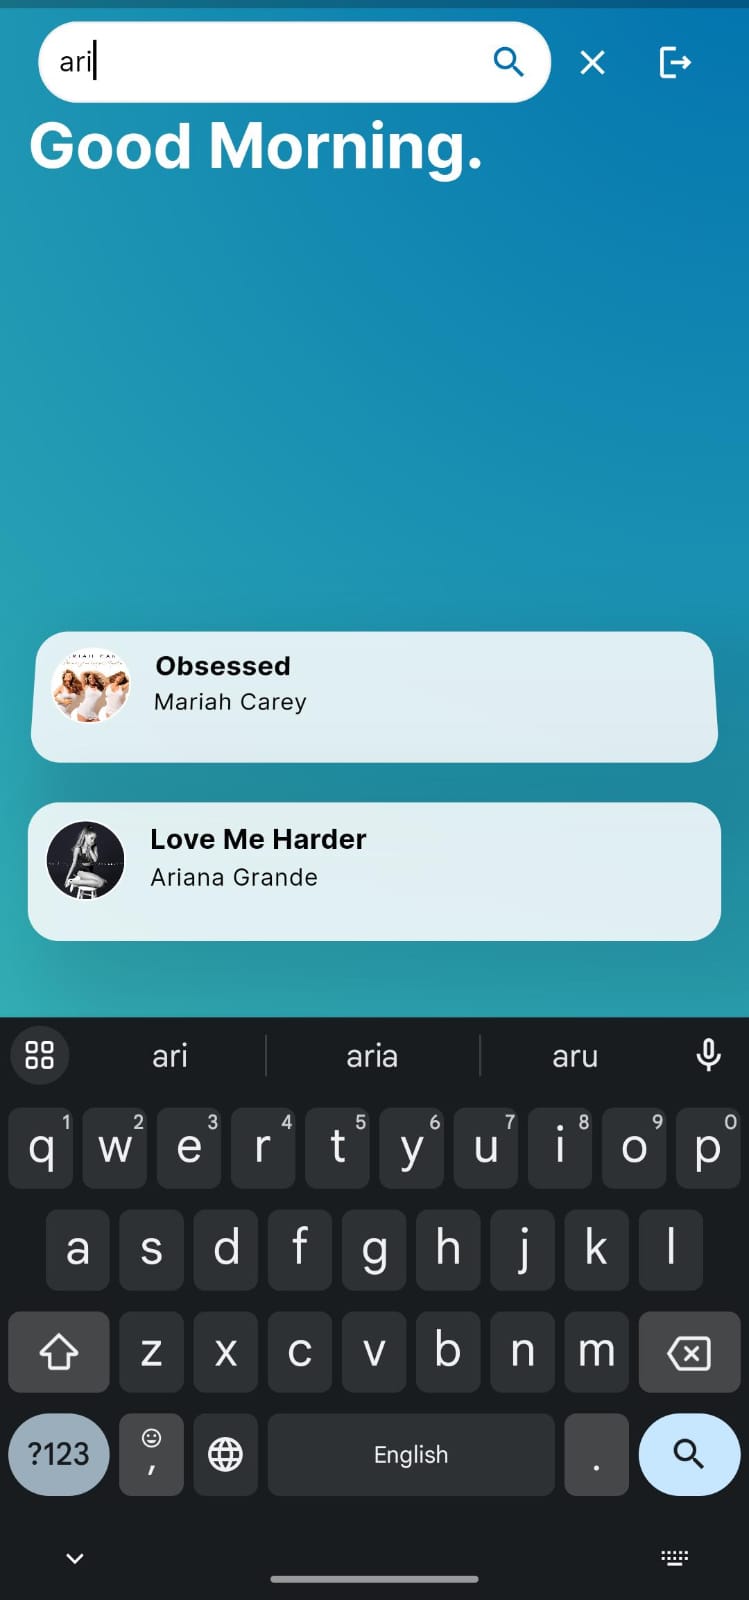 ari
Good Morning.
Obsessed
Mariah Carey
Love Me Harder
Ariana Grande
ari aria aru
q 1 w 2 e 3 r 4 t 5 y 6 u 7 i 8 o 9 p 0
a s d f g h j k l
z x c v b n m
?123 , English .